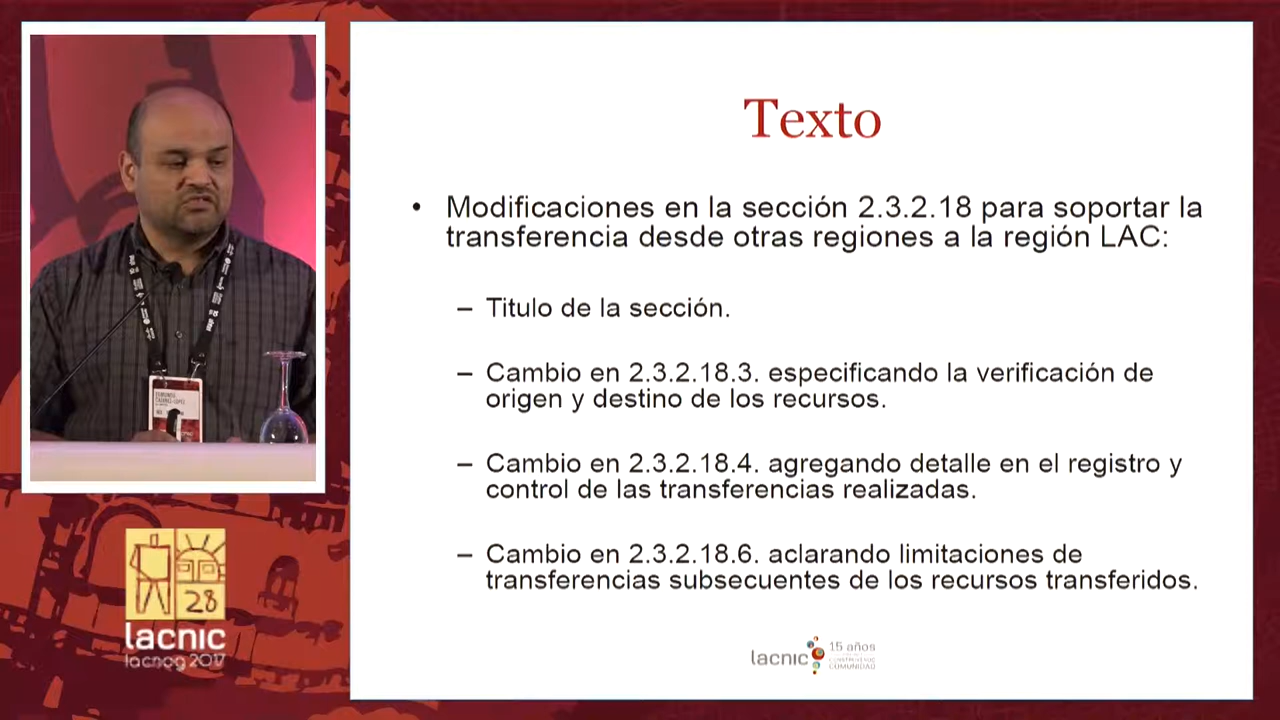 Texto
• Modificaciones en la sección 2.3.2.18 para soportar la
transferencia desde otras regiones a la región LAC:
– Titulo de la sección.
– Cambio en 2.3.2.18.3. especificando la verificación de
origen y destino de los recursos.
– Cambio en 2.3.2.18.4. agregando detalle en el registro y
control de las transferencias realizadas.
– Cambio en 2.3.2.18.6. aclarando limitaciones de
transferencias subsecuentes de los recursos transferidos.
28
lacnic
lacnog 2017
lacnic 15 años
COMUNIDAD